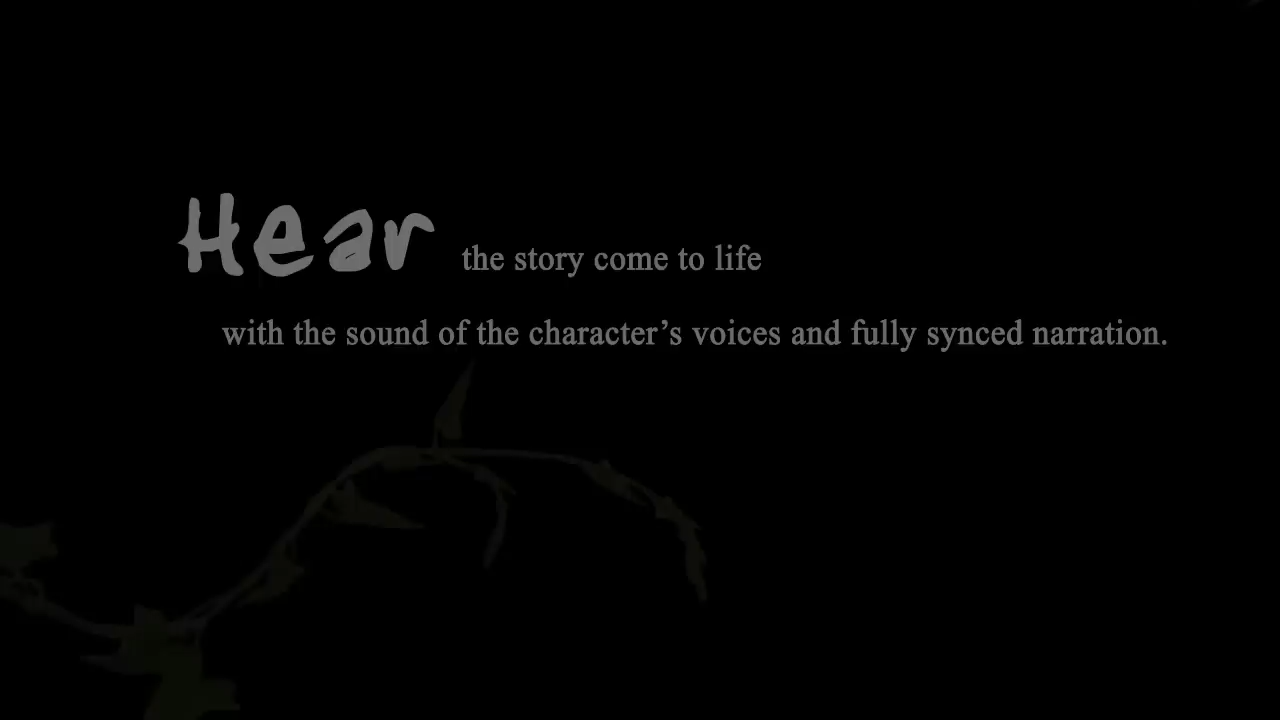 Hear the story come to life
with the sound of the character’s voices and fully synced narration.